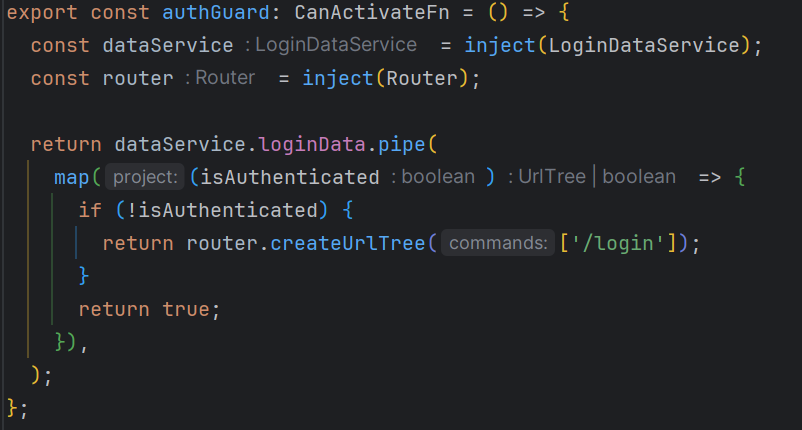 export const authGuard: CanActivateFn = () => {
const dataService : LoginDataService = inject(LoginDataService);
const router : Router = inject(Router);
return dataService.loginData.pipe(
map( project: (isAuthenticated : boolean ) : UrlTree | boolean => {
if (!isAuthenticated) {
return router.createUrlTree( commands: ['/login']);
}
return true;
}),
);
};